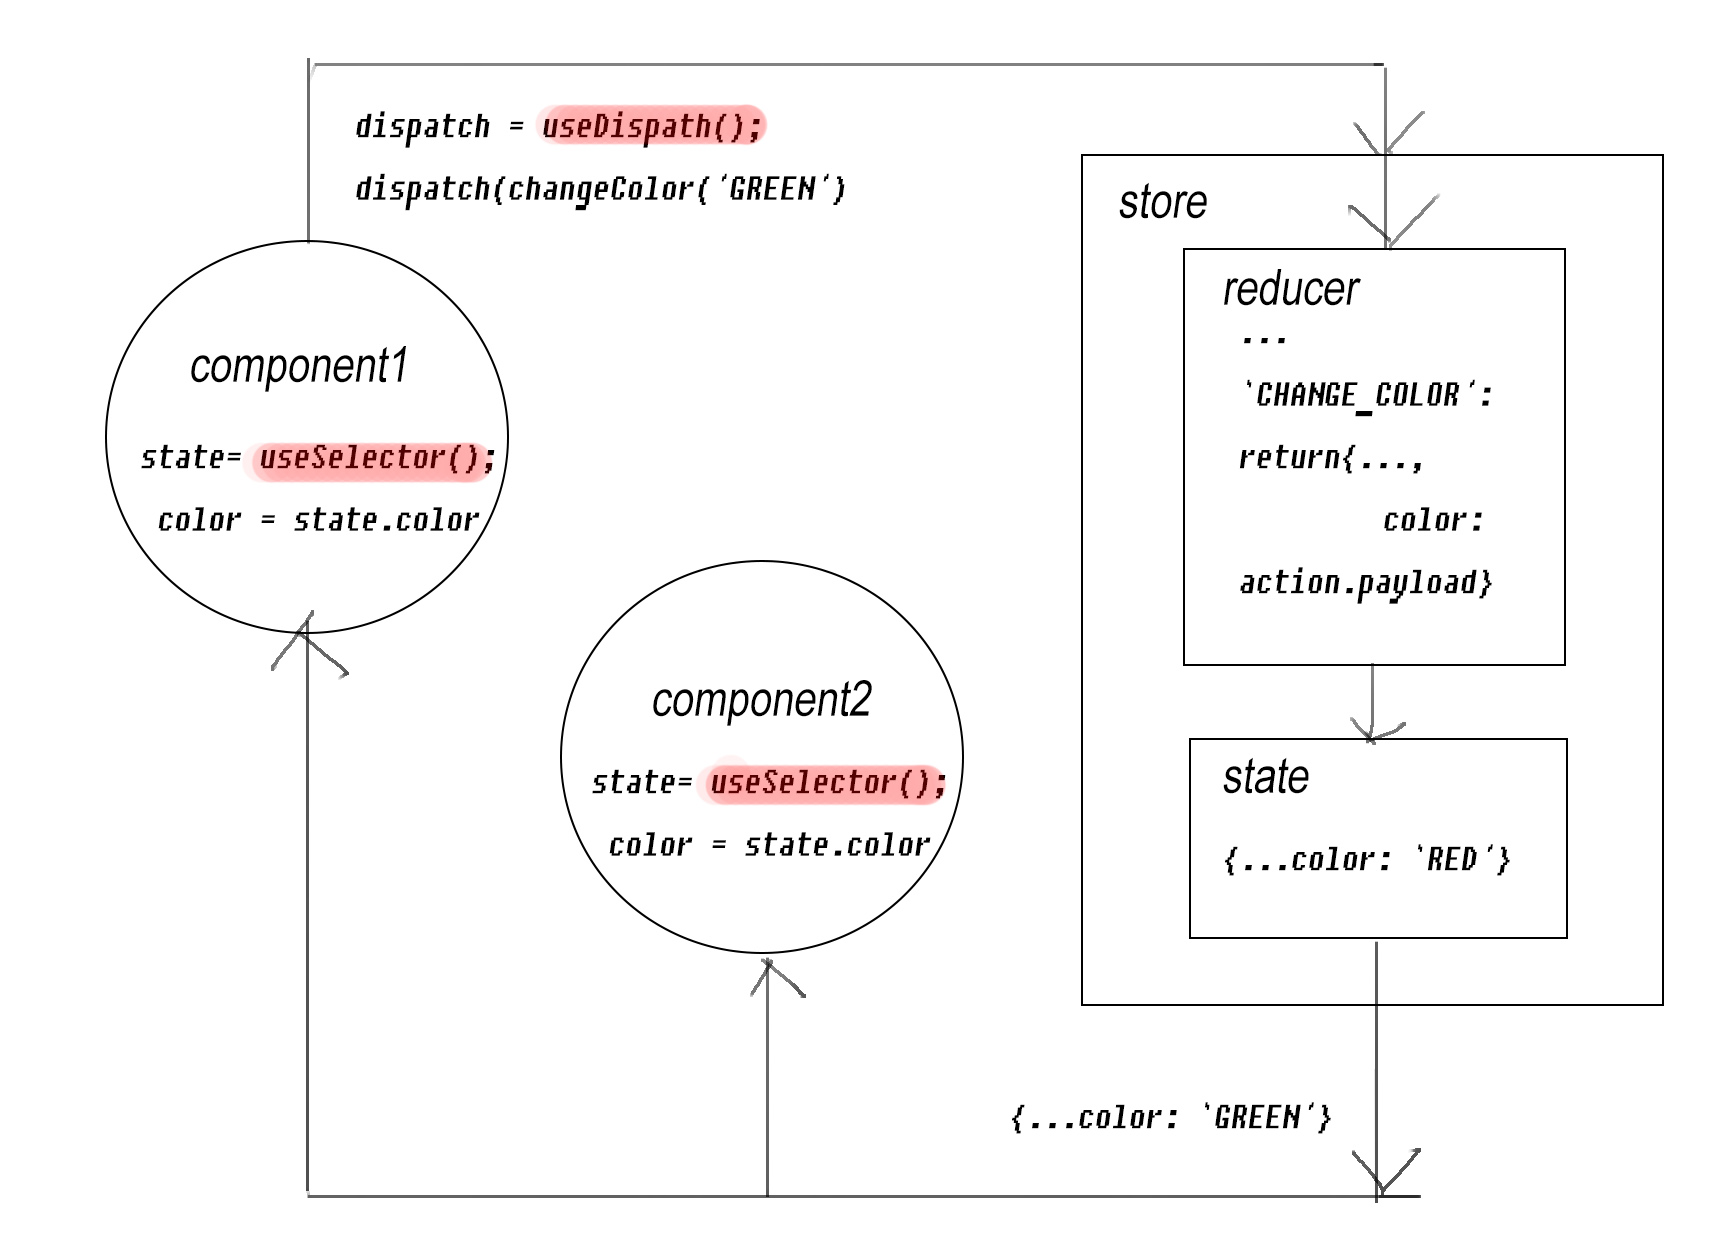 dispatch = useDispath();
dispatch(changeColor(‘GREEN‘)
component1
state= useSelector();
color = state.color
component2
state= useSelector();
color = state.color
store
reducer
...
‘CHANGE_COLOR‘:
return{...,
color:
action.payload}
state
{...color: ‘RED‘}
{...color: ‘GREEN‘}